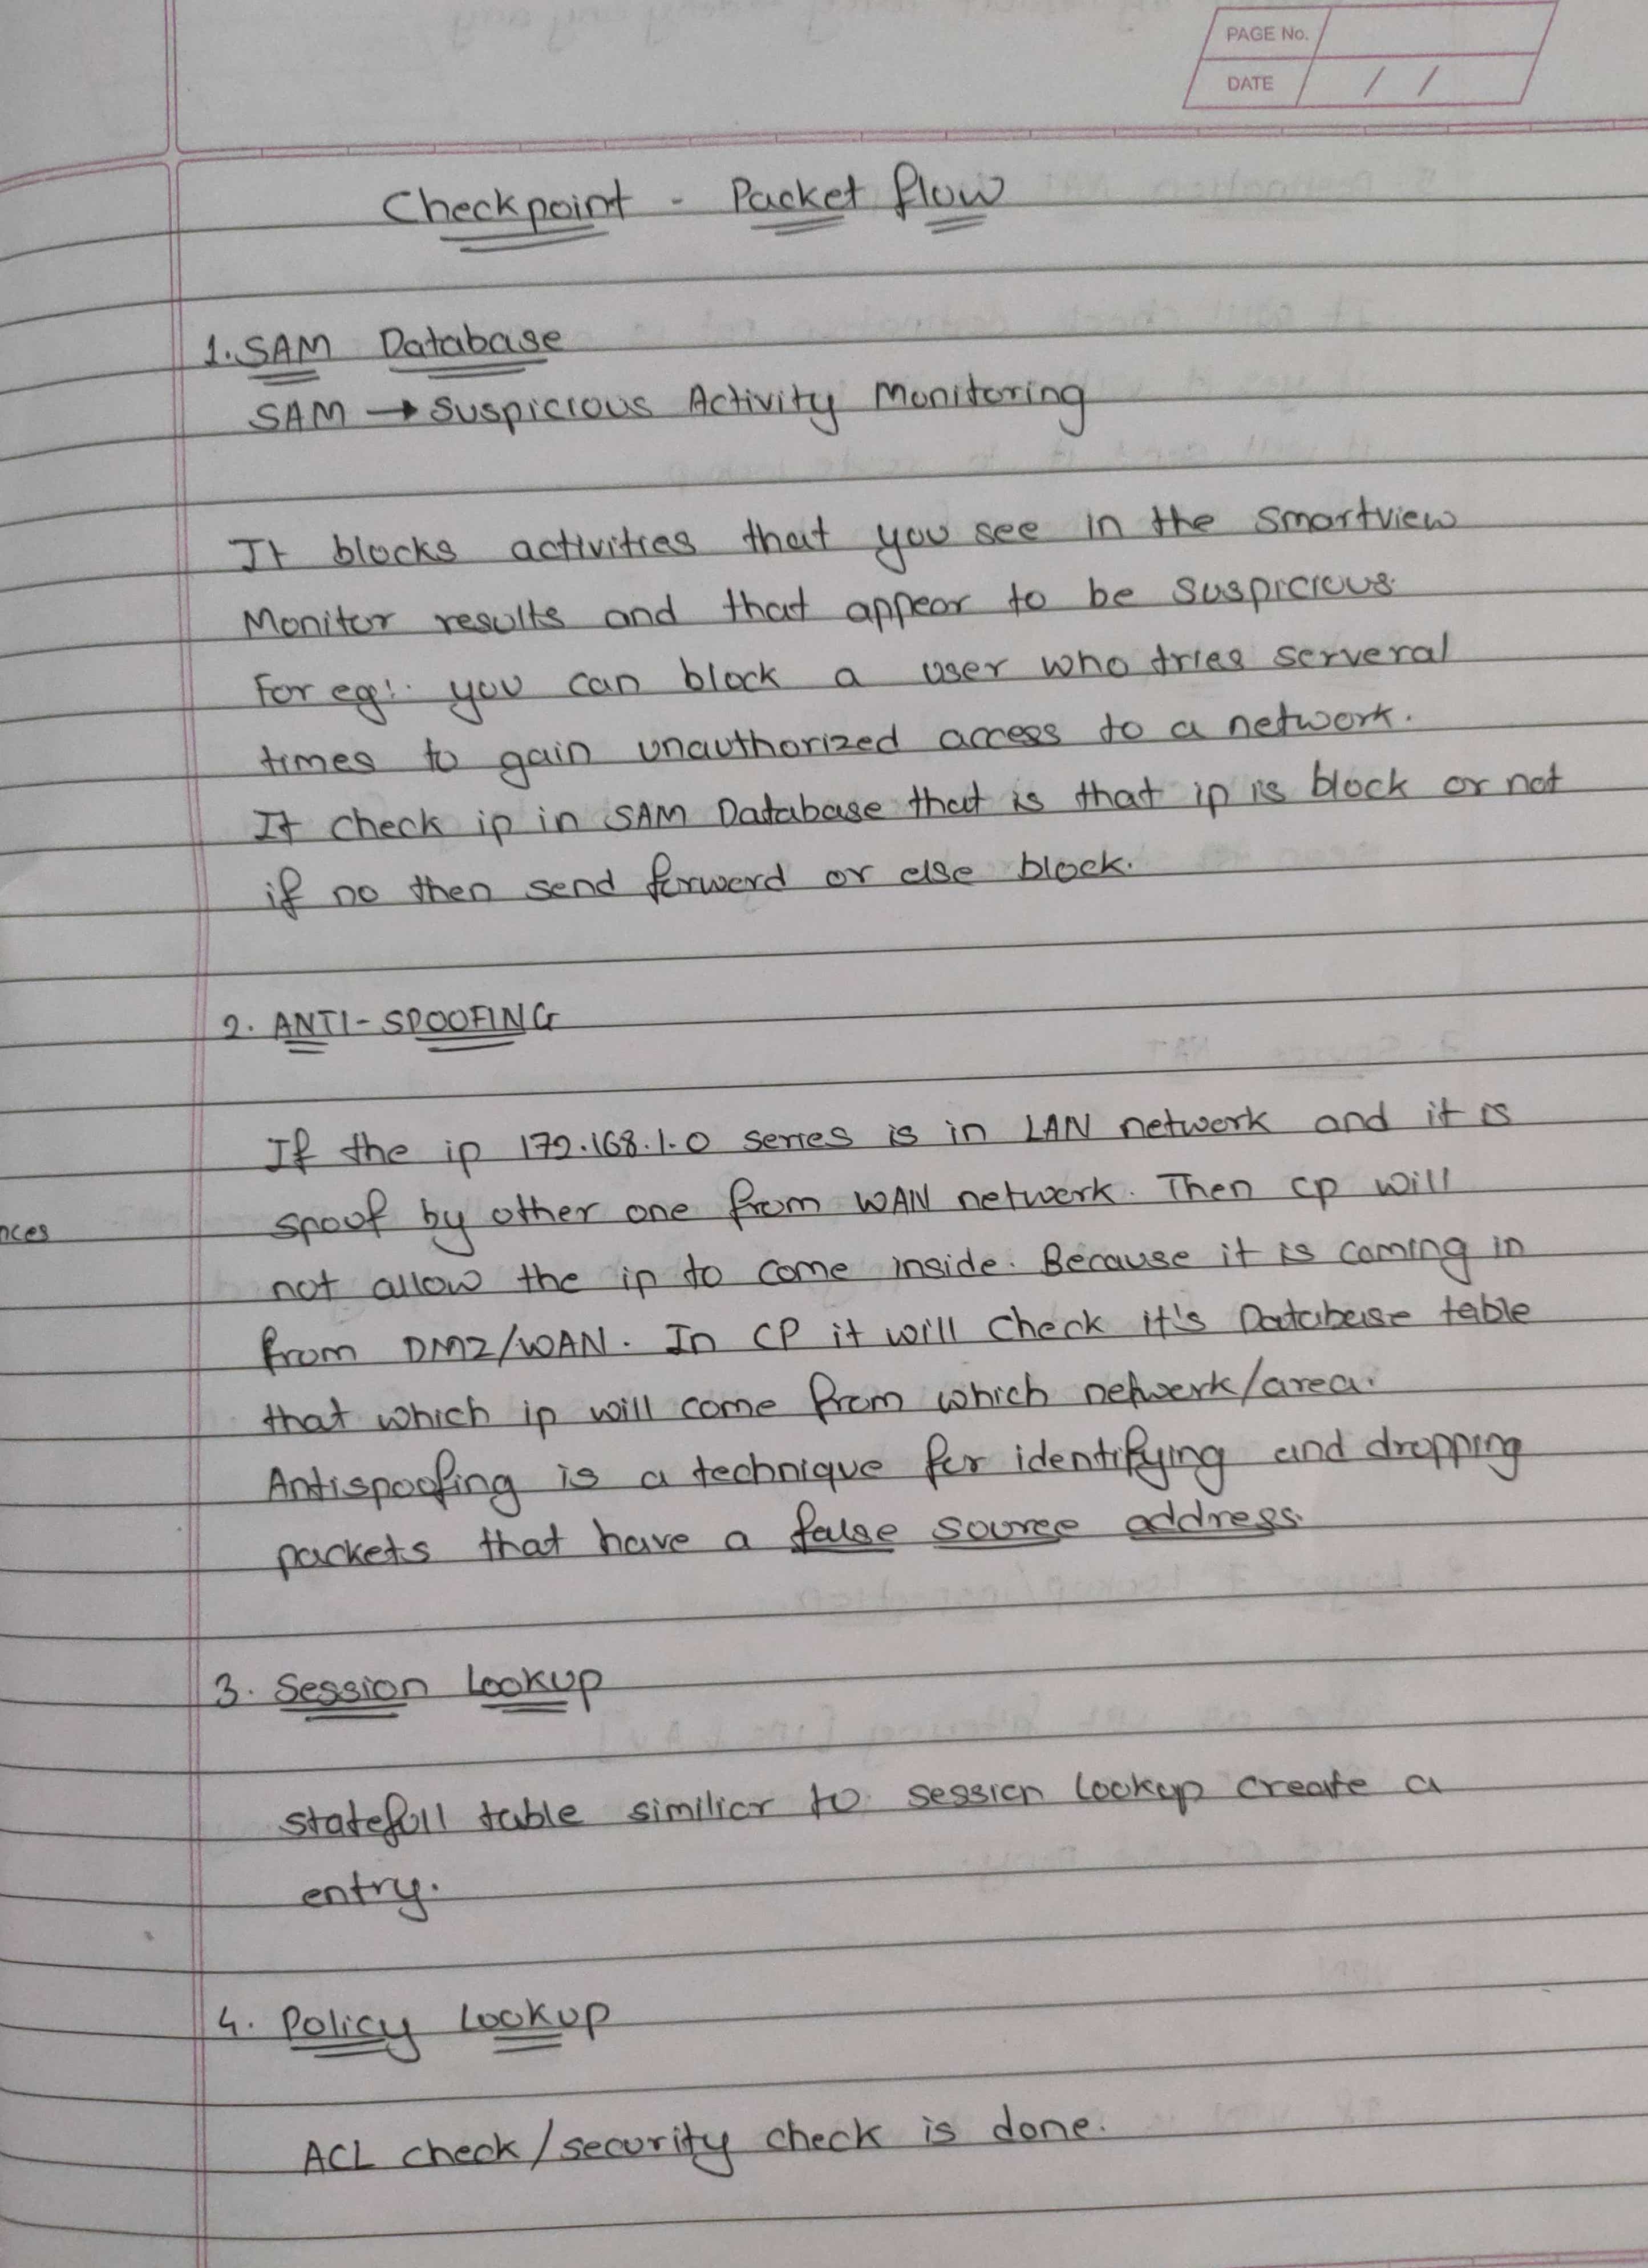 PAGE No.
DATE / /
Checkpoint - Packet flow
1. SAM Database
SAM → Suspicious Activity Monitoring
It blocks activities that you see in the smartview
Monitor results and that appear to be suspicious.
For eg:. you can block a user who tries serveral
times to gain unauthorized access to a network.
It check ip in SAM Database that is that ip is block or not
if no then send forword or else block.
2. ANTI-SPOOFING
If the ip 172.168.1.0 series is in LAN network and it is
spoof by other one from WAN network. Then cp will
nces
not allow the ip to come inside. Because it is coming in
from DMZ/WAN. In CP it will check it's Database table
that which ip will come from which network/area.
Antispoofing is a technique for identifying and dropping
packets that have a false source address.
3. Session Lookup
statefull table similior to session lookup create a
entry.
4. Policy Lookup
ACL check/security check is done.